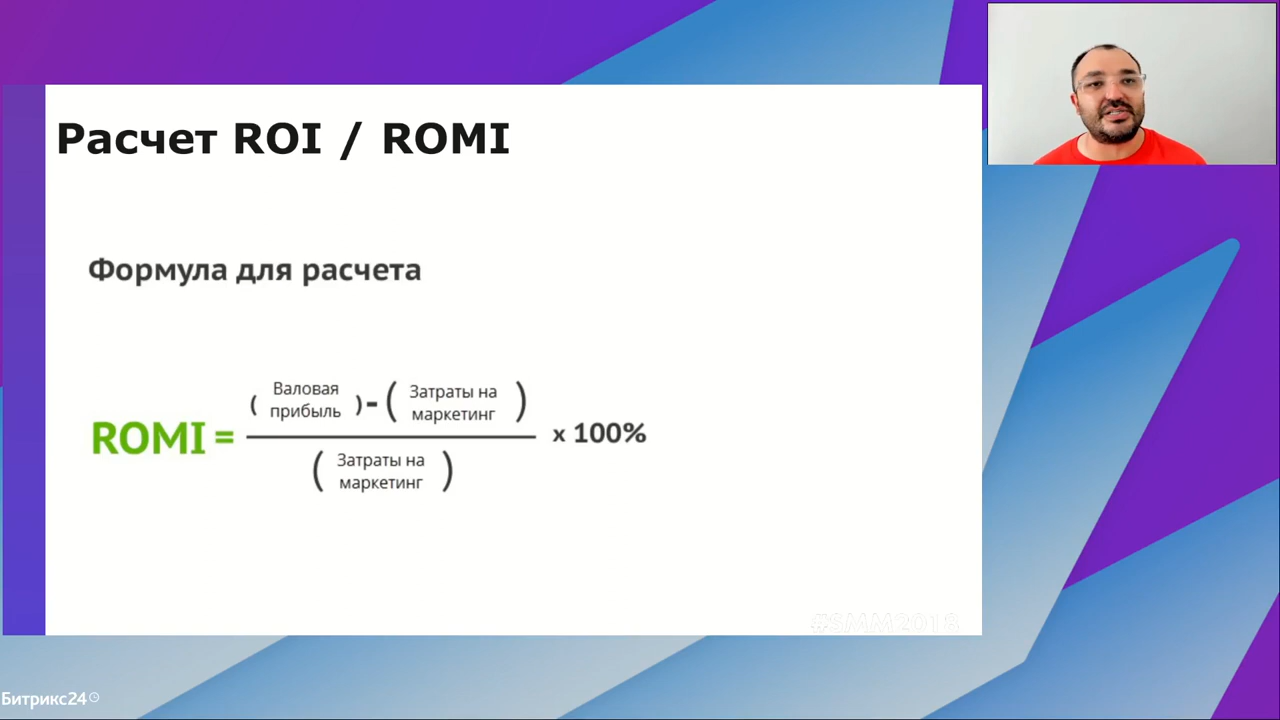 Расчет ROI / ROMI
Формула для расчета
ROMI = (Валовая прибыль) - (Затраты на маркетинг)
(Затраты на маркетинг)
x 100%
#SMM2018
Битрикс24